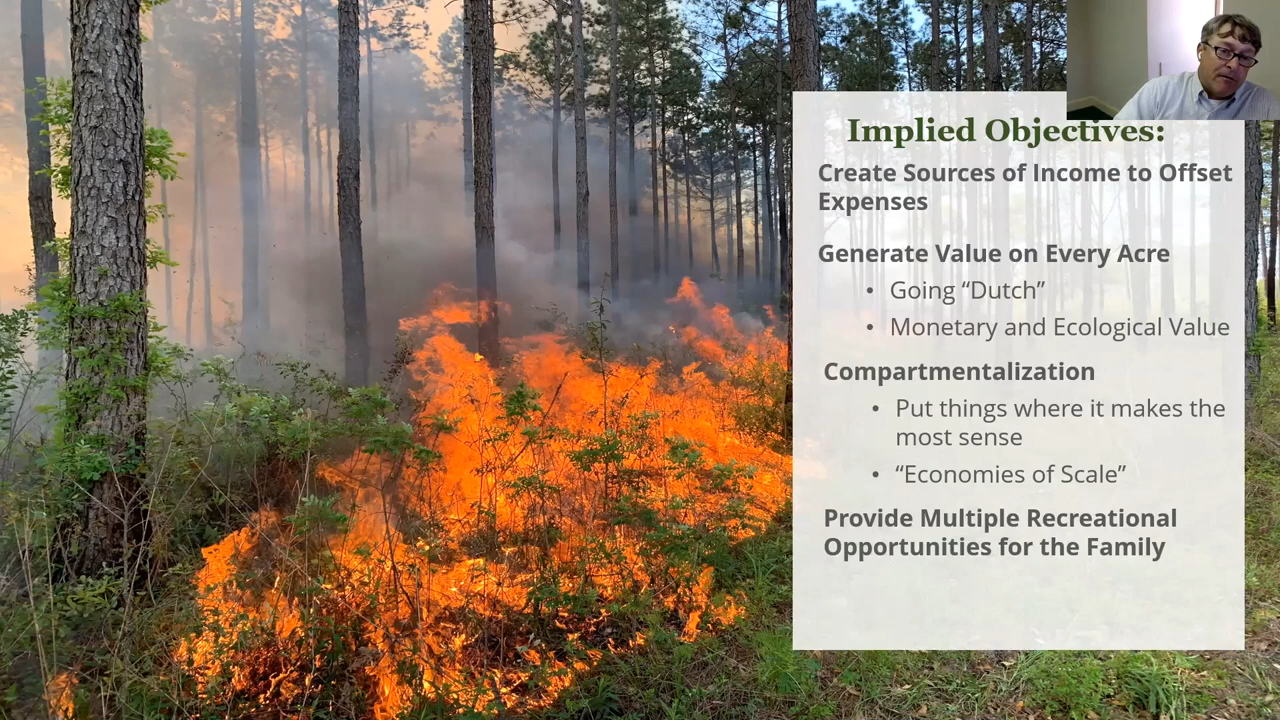 Implied Objectives:
Create Sources of Income to Offset
Expenses
Generate Value on Every Acre
• Going “Dutch”
• Monetary and Ecological Value
Compartmentalization
• Put things where it makes the
most sense
• “Economies of Scale”
Provide Multiple Recreational
Opportunities for the Family